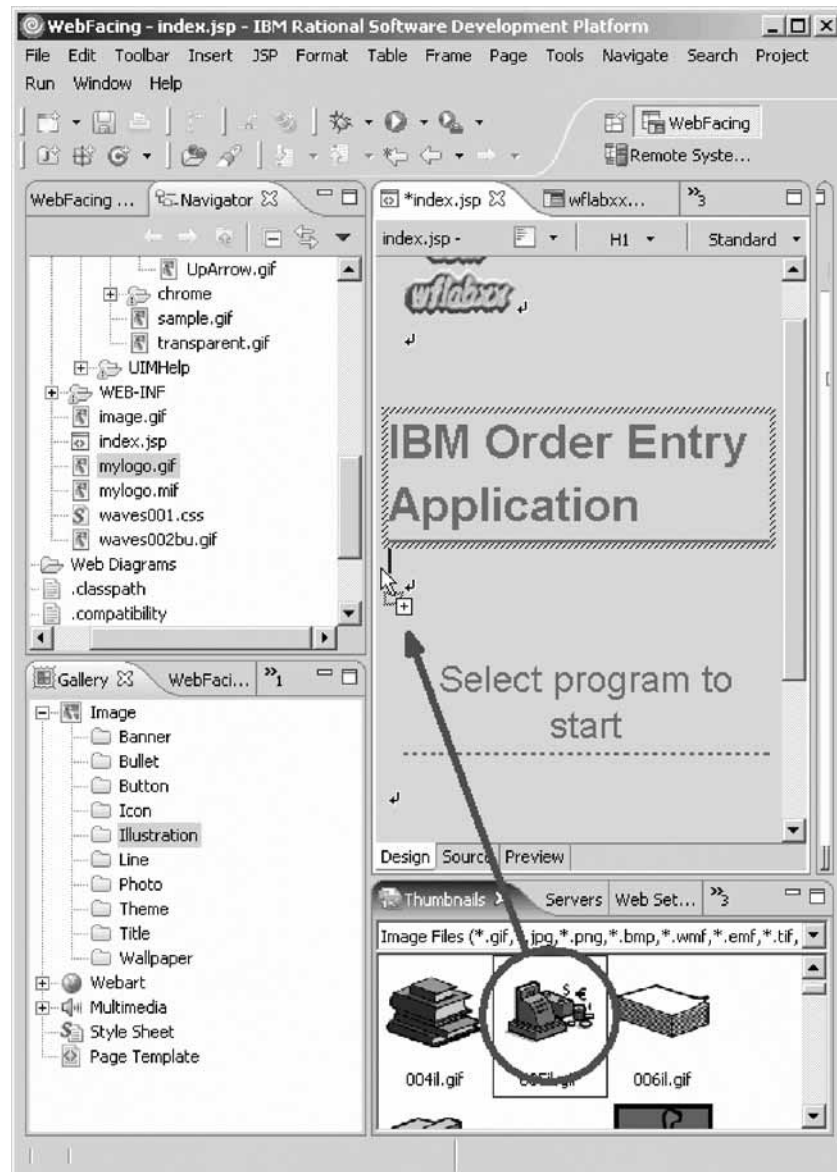 WebFacing - index.jsp - IBM Rational Software Development Platform
File Edit Toolbar Insert JSP Format Table Frame Page Tools Navigate Search Project
Run Window Help
WebFacing
Remote Syste...
WebFacing ...
Navigator
UpArrow.gif
chrome
sample.gif
transparent.gif
UIMHelp
WEB-INF
image.gif
index.jsp
mylogo.gif
mylogo.mif
waves001.css
waves002bu.gif
Web Diagrams
.classpath
.compatibility
*index.jsp
wflabxx...
»3
index.jsp -
H1
Standard
wflabxx
IBM Order Entry
Application
Select program to
start
Design Source Preview
Gallery
WebFaci...
»1
Image
Banner
Bullet
Button
Icon
Illustration
Line
Photo
Theme
Title
Wallpaper
Webart
Multimedia
Style Sheet
Page Template
Thumbnails
Servers
Web Set...
»3
Image Files (*.gif,*.jpg,*.png,*.bmp,*.wmf,*.emf,*.tif,
004il.gif
005il.gif
006il.gif